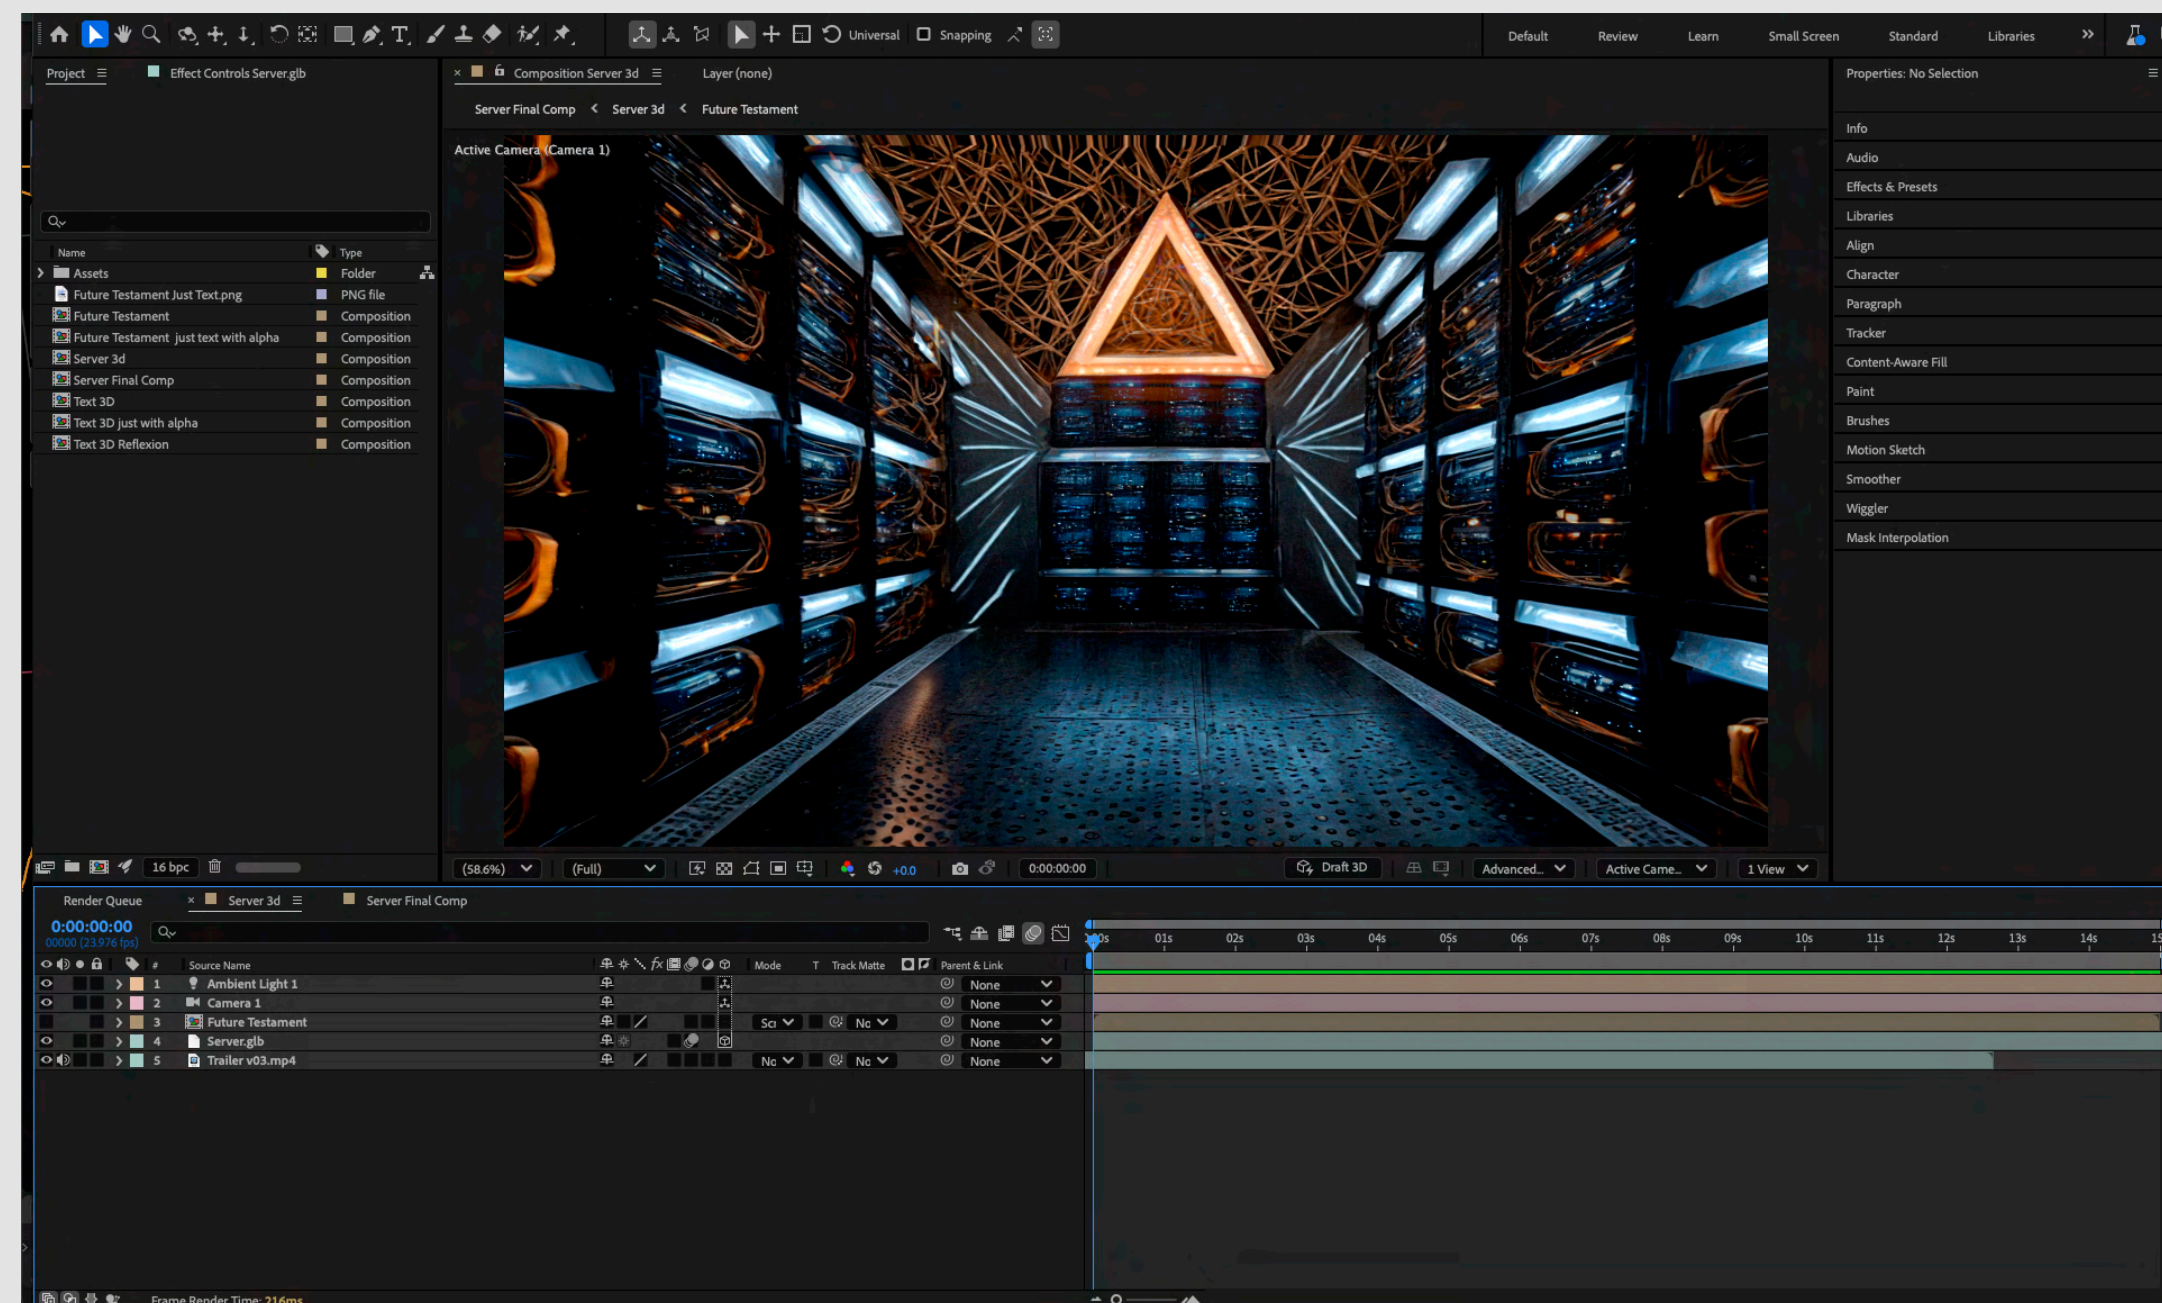 Universal Snapping Default Review Learn Small Screen Standard Libraries
Project Effect Controls Server.glb
Composition Server 3d Layer (none)
Properties: No Selection
Server Final Comp Server 3d Future Testament
Active Camera (Camera 1)
Info
Audio
Effects & Presets
Libraries
Align
Character
Paragraph
Tracker
Content-Aware Fill
Paint
Brushes
Motion Sketch
Smoother
Wiggler
Mask Interpolation
Name Type
Assets Folder
Future Testament Just Text.png PNG file
Future Testament Composition
Future Testament just text with alpha Composition
Server 3d Composition
Server Final Comp Composition
Text 3D Composition
Text 3D just with alpha Composition
Text 3D Reflexion Composition
16 bpc
(58.6%) (Full) +0.0 0:00:00:00 Draft 3D Advanced... Active Came... 1 View
Render Queue Server 3d Server Final Comp
0:00:00:00
00000 (23.976 fps)
01s 02s 03s 04s 05s 06s 07s 08s 09s 10s 11s 12s 13s 14s 15
# Source Name Mode T Track Matte Parent & Link
1 Ambient Light 1 None
2 Camera 1 None
3 Future Testament Scr Nc None
4 Server.glb None
5 Trailer v03.mp4 Nc Nc None
Frame Render Time: 216ms